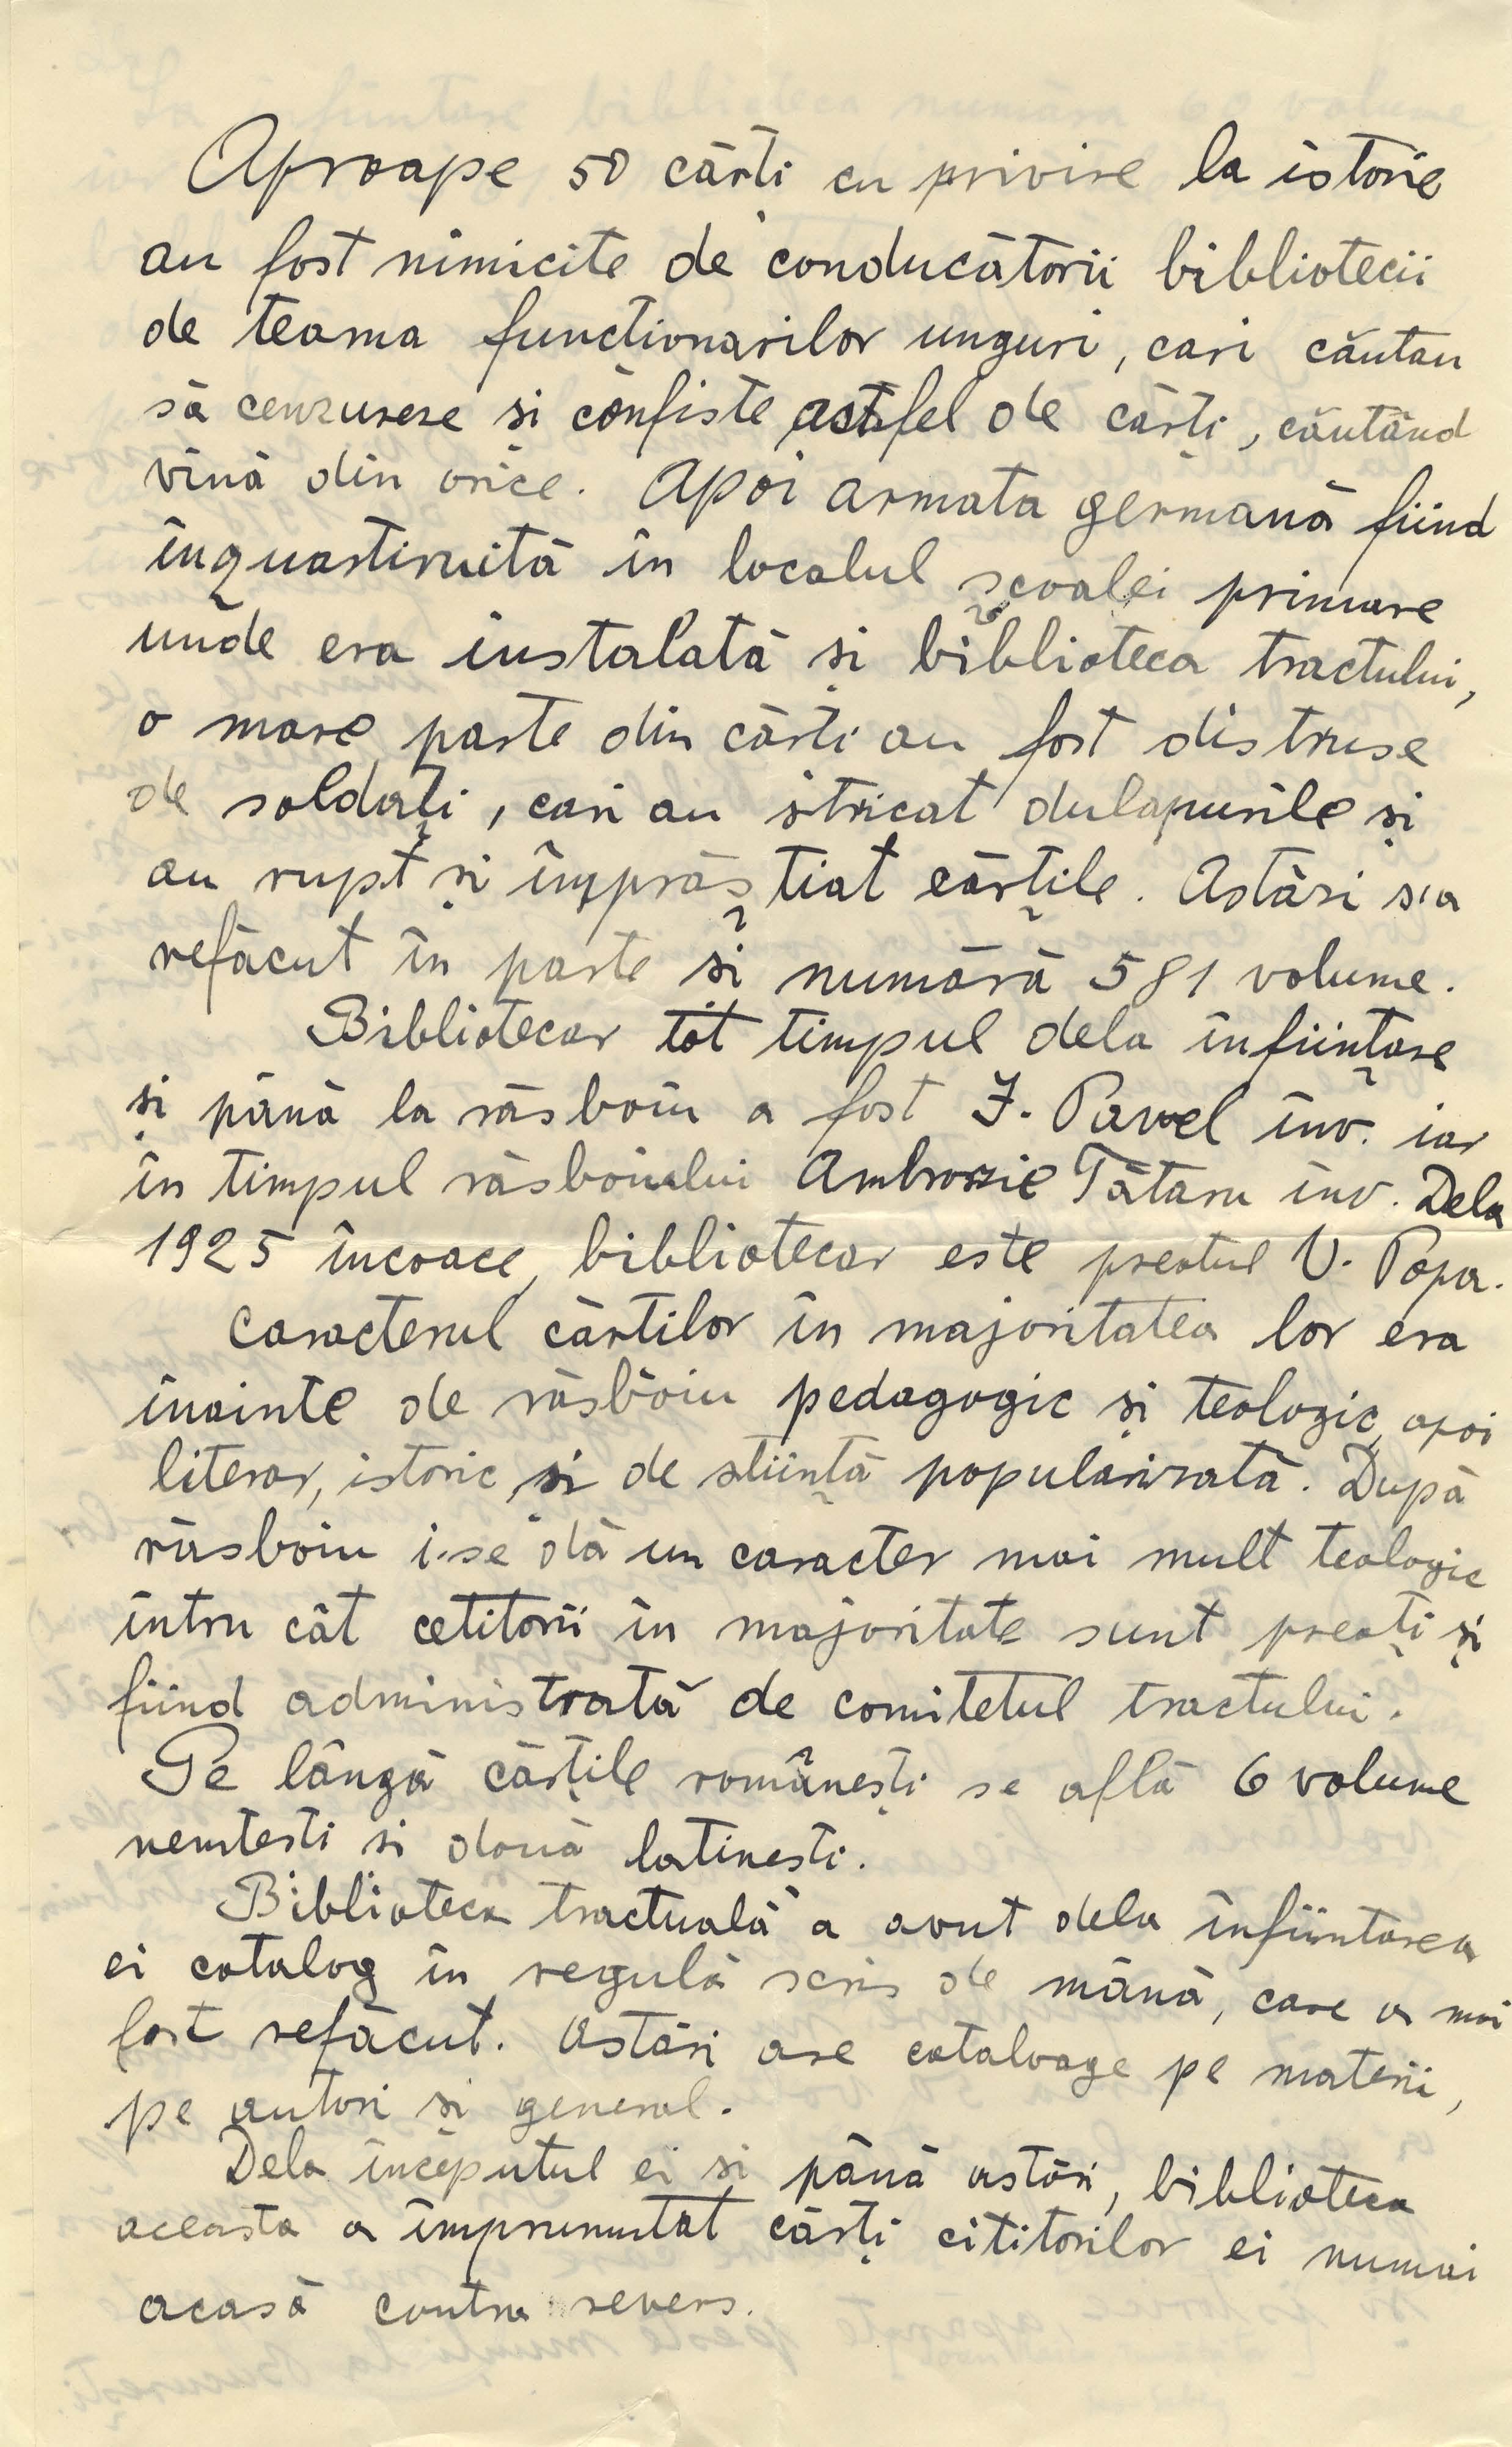 Aproape 50 cărți cu privire la istorie
au fost nimicite de conducătorii bibliotecii
de teama funcționarilor unguri, cari căutau
să cenzureze și confiște astfel de cărți, căutând
vină din orice. Apoi armata germană fiind
înquartiruită în localul școalei primare
unde era instalată și biblioteca tractului,
o mare parte din cărti au fost distruse
de soldați, cari au stricat dulapurile și
au rupt și împrăștiat cărțile. Astăzi s'a
refăcut în parte și numără 581 volume.
Bibliotecar tot timpul dela înființare
și până la răsboiu a fost I. Pavel înv. iar
în timpul răsboiului Ambrozie Tătaru înv. Dela
1925 încoace, bibliotecar este preotul V. Popa.
Caracterul cărtilor în majoritatea lor era
înainte de răsboiu pedagogic și teologic, apoi
literar, istoric și de stiință popularizată. După
răsboiu i-se dă un caracter mai mult teologic
întru cât cetitorii în majoritate sunt preoți și
fiind administrată de comitetul tractului.
Pe lângă cărțile românești se află 6 volume
nemtesti si două latinești.
Biblioteca tractuală a avut dela înfiintarea
ei catalog în regulă scris de mână, care a mai
fost refăcut. Astăzi are cataloage pe materii,
pe autori și general.
Dela începutul ei si până astăzi, biblioteca
aceasta a împrumutat cărți cititorilor ei numai
acasă contra revers.